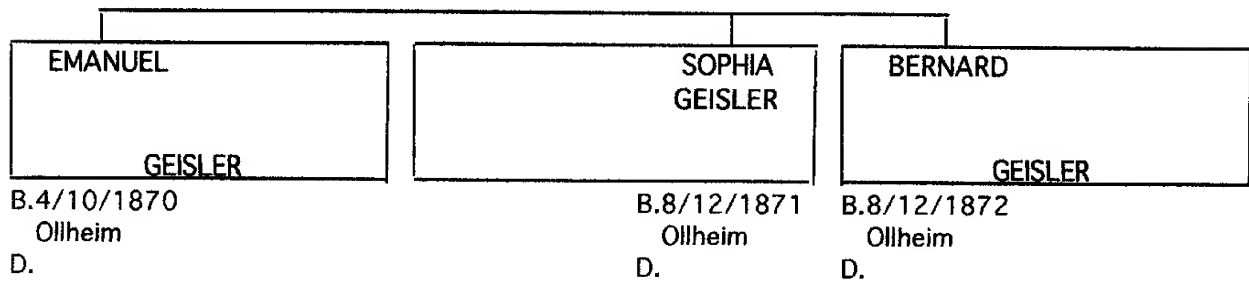 EMANUEL
GEISLER
B.4/10/1870
Ollheim
D.
SOPHIA
GEISLER
B.8/12/1871
Ollheim
D.
BERNARD
GEISLER
B.8/12/1872
Ollheim
D.